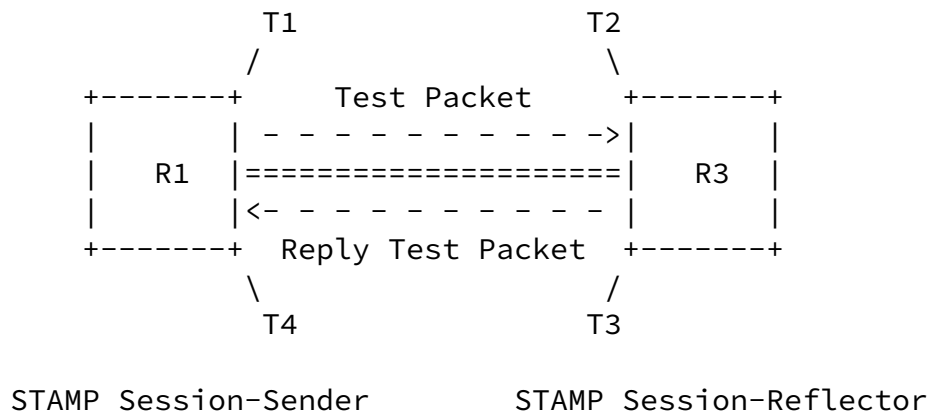 T1 T2
Test Packet
R1 R3
Reply Test Packet
T4 T3
STAMP Session-Sender STAMP Session-Reflector